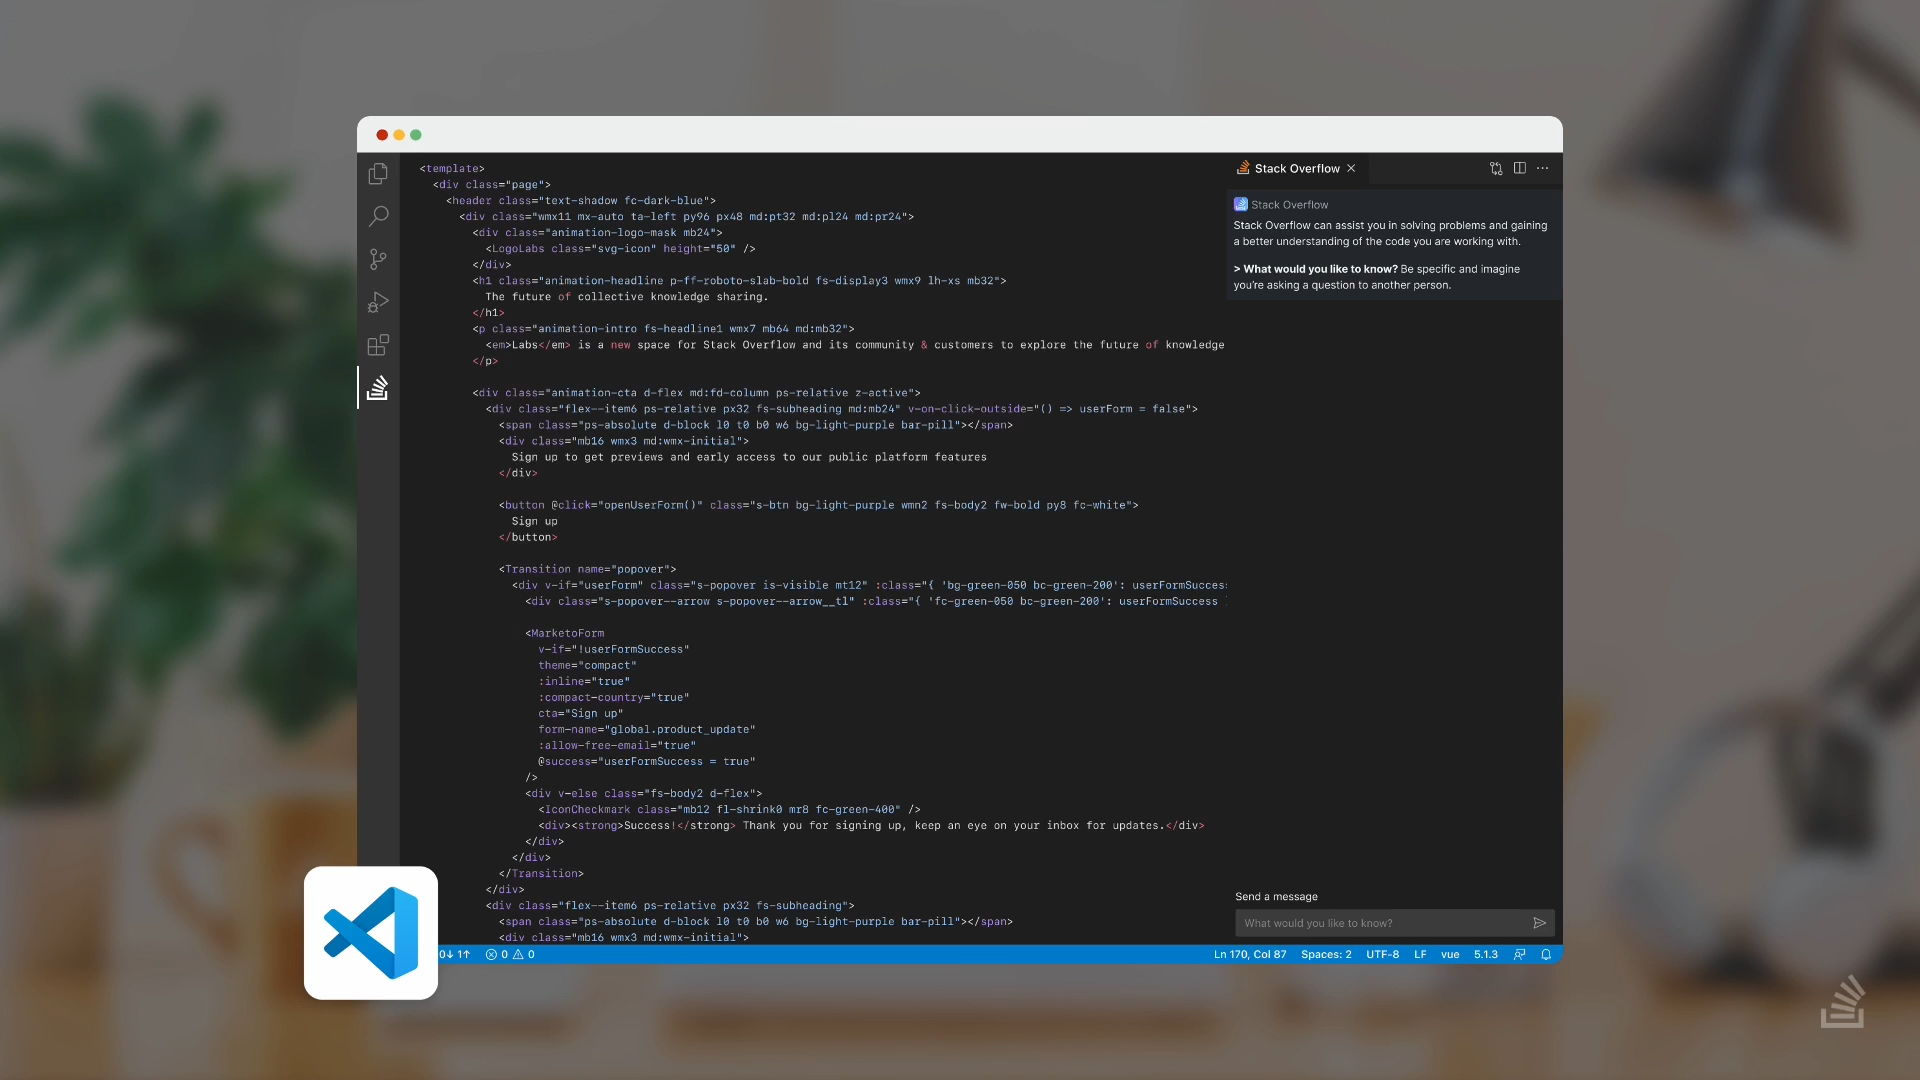 <template>
<div class="page">
<header class="text-shadow fc-dark-blue">
<div class="wmx11 mx-auto ta-left py96 px48 md:pt32 md:pl24 md:pr24">
<div class="animation-logo-mask mb24">
<LogoLabs class="svg-icon" height="50" />
</div>
<h1 class="animation-headline p-ff-roboto-slab-bold fs-display3 wmx9 lh-xs mb32">
The future of collective knowledge sharing.
</h1>
<p class="animation-intro fs-headline1 wmx7 mb64 md:mb32">
<em>Labs</em> is a new space for Stack Overflow and its community & customers to explore the future of knowledge
</p>
<div class="animation-cta d-flex md:fd-column ps-relative z-active">
<div class="flex--item6 ps-relative px32 fs-subheading md:mb24" v-on-click-outside="() => userForm = false">
<span class="ps-absolute d-block l0 t0 b0 w6 bg-light-purple bar-pill"></span>
<div class="mb16 wmx3 md:wmx-initial">
Sign up to get previews and early access to our public platform features
</div>
<button @click="openUserForm()" class="s-btn bg-light-purple wmn2 fs-body2 fw-bold py8 fc-white">
Sign up
</button>
<Transition name="popover">
<div v-if="userForm" class="s-popover is-visible mt12" :class="{ 'bg-green-050 bc-green-200': userFormSuccess
<div class="s-popover--arrow s-popover--arrow__tl" :class="{ 'fc-green-050 bc-green-200': userFormSuccess
<MarketoForm
v-if="!userFormSuccess"
theme="compact"
:inline="true"
:compact-country="true"
cta="Sign up"
form-name="global.product_update"
:allow-free-email="true"
@success="userFormSuccess = true"
/>
<div v-else class="fs-body2 d-flex">
<IconCheckmark class="mb12 fl-shrink0 mr8 fc-green-400" />
<div><strong>Success!</strong> Thank you for signing up, keep an eye on your inbox for updates.</div>
</div>
</div>
</Transition>
</div>
<div class="flex--item6 ps-relative px32 fs-subheading">
<span class="ps-absolute d-block l0 t0 b0 w6 bg-light-purple bar-pill"></span>
<div class="mb16 wmx3 md:wmx-initial">
Stack Overflow
Stack Overflow
Stack Overflow can assist you in solving problems and gaining
a better understanding of the code you are working with.
> What would you like to know? Be specific and imagine
you're asking a question to another person.
Send a message
What would you like to know?
0↓ 1↑ 0 0 Ln 170, Col 87 Spaces: 2 UTF-8 LF vue 5.1.3